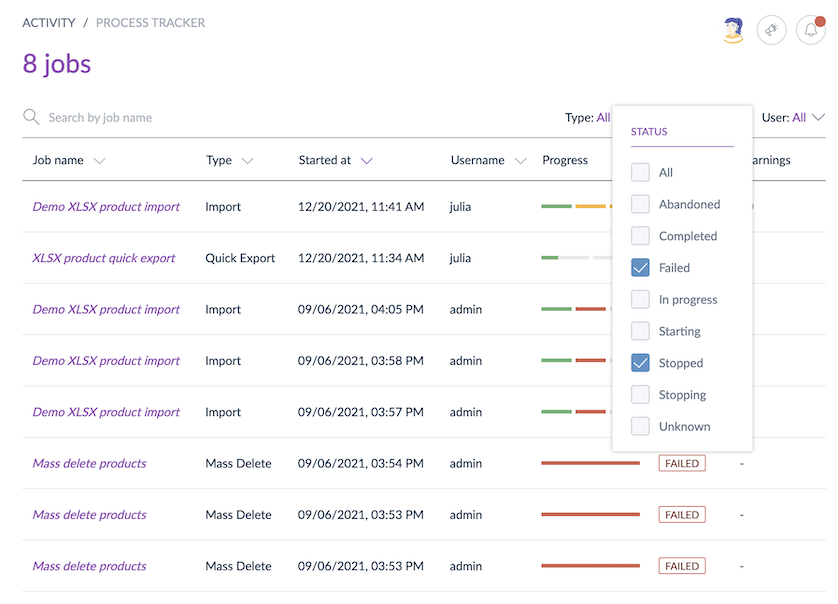 ACTIVITY / PROCESS TRACKER
8 jobs
Search by job name Type: All User: All
STATUS
All
Abandoned
Completed
Failed
In progress
Starting
Stopped
Stopping
Unknown
Job name Type Started at Username Progress arnings
Demo XLSX product import Import 12/20/2021, 11:41 AM julia
XLSX product quick export Quick Export 12/20/2021, 11:34 AM julia
Demo XLSX product import Import 09/06/2021, 04:05 PM admin
Demo XLSX product import Import 09/06/2021, 03:58 PM admin
Demo XLSX product import Import 09/06/2021, 03:57 PM admin
Mass delete products Mass Delete 09/06/2021, 03:54 PM admin FAILED -
Mass delete products Mass Delete 09/06/2021, 03:53 PM admin FAILED -
Mass delete products Mass Delete 09/06/2021, 03:53 PM admin FAILED -